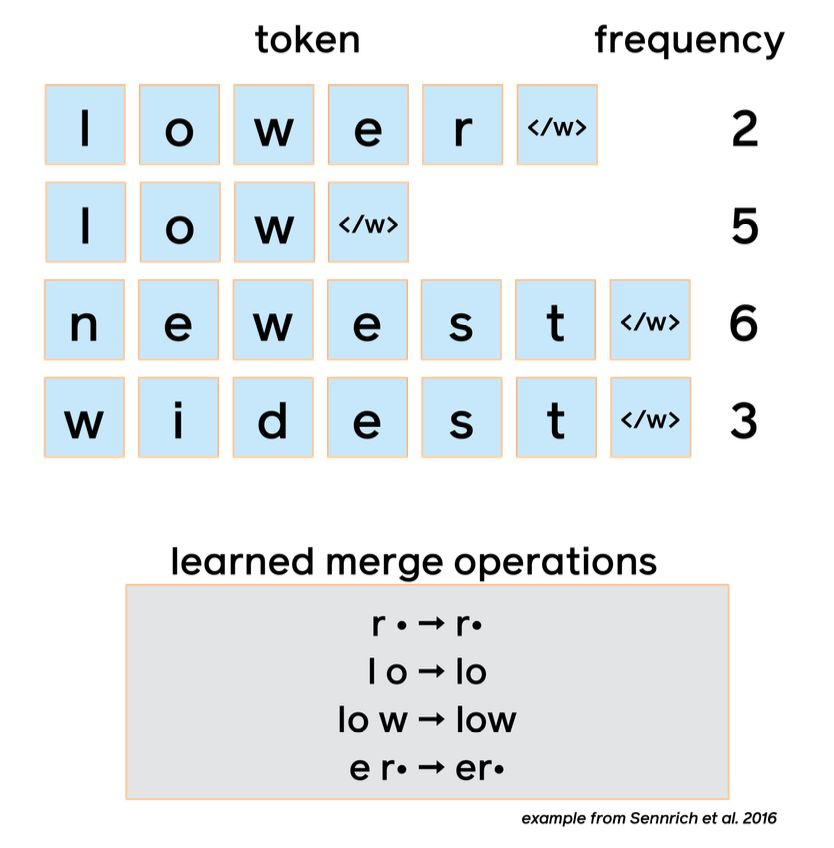 token frequency
l o w e r </w> 2
l o w </w> 5
n e w e s t </w> 6
w i d e s t </w> 3
learned merge operations
r • → r•
l o → lo
lo w → low
e r• → er•
example from Sennrich et al. 2016